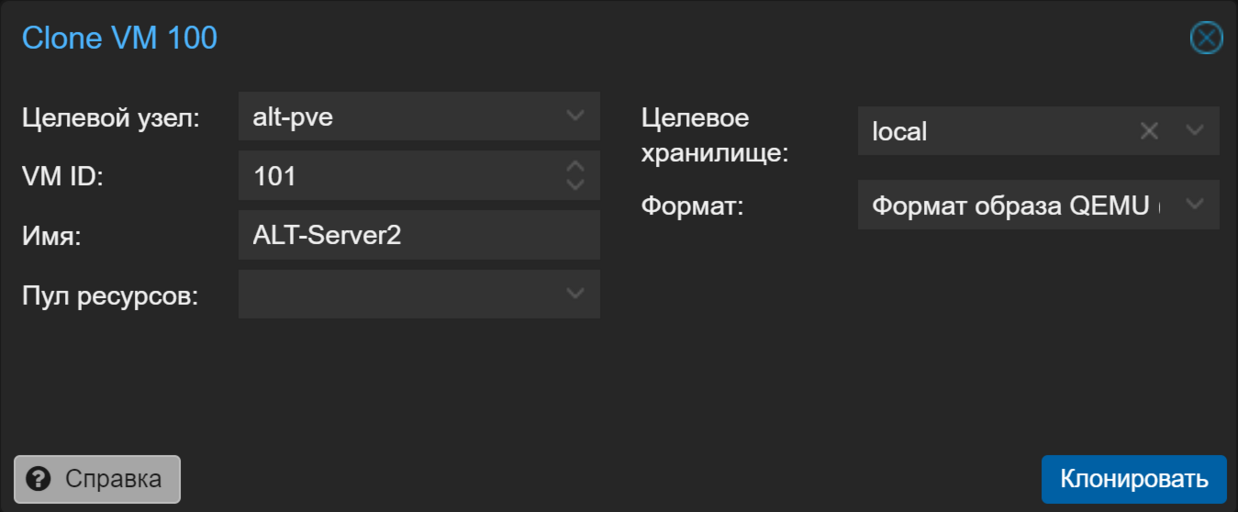 Clone VM 100
Целевой узел:
alt-pve
VM ID:
101
Имя:
ALT-Server2
Пул ресурсов:
Целевое
хранилище:
local
Формат:
Формат образа QEMU (
? Справка
Клонировать